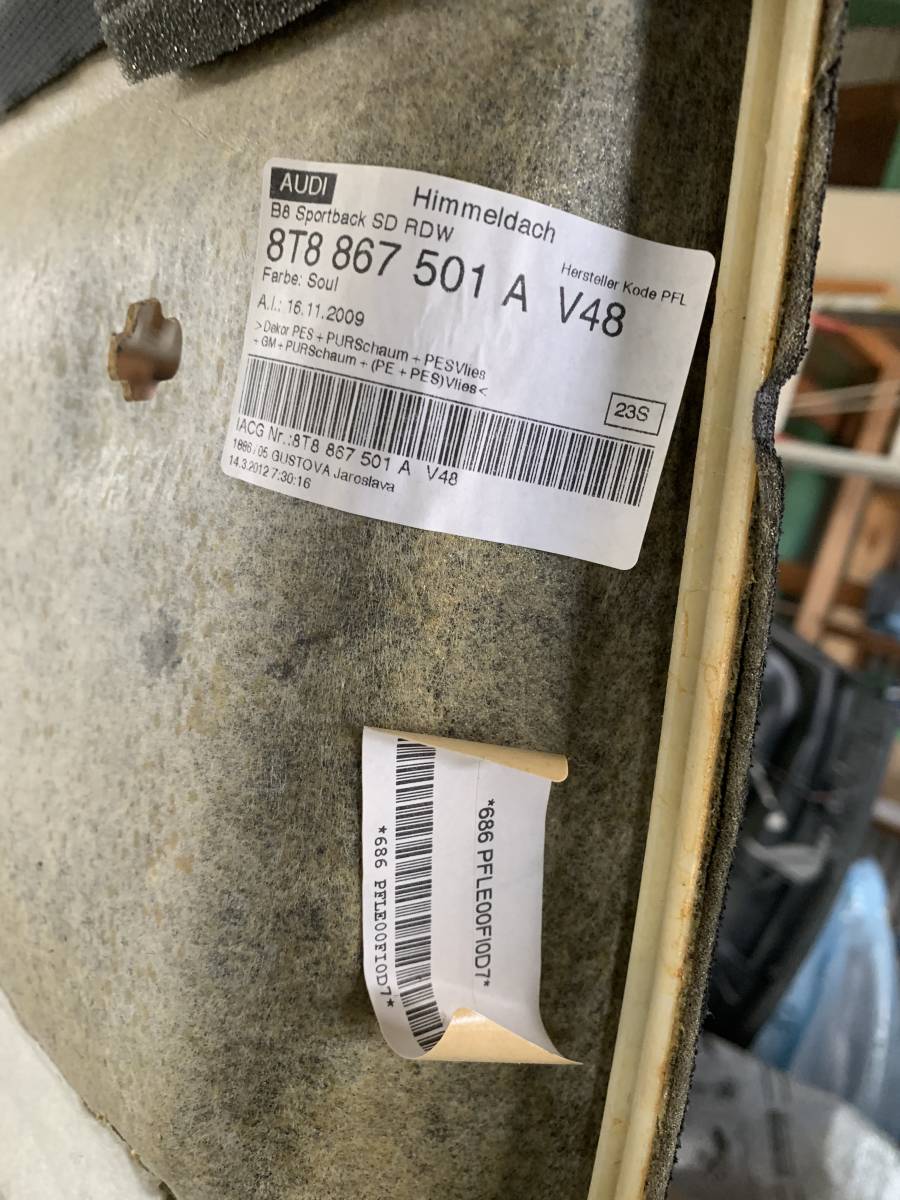 AUDI Himmeldach
B8 Sportback SD RDW
Hersteller Kode PFL
8T8 867 501 A V48
Farbe: Soul
A.I.: 16.11.2009
>Dekor PES + PURSchaum + PESVlies
+ GM + PURSchaum + (PE + PES)Vlies<
23S
IACG Nr.:8T8 867 501 A V48
1886/05 GUSTOVA Jaroslava
14.3.2012 7:30:16
*686 PFLE00FI0D7*
*686 PFLE00FI0D7*